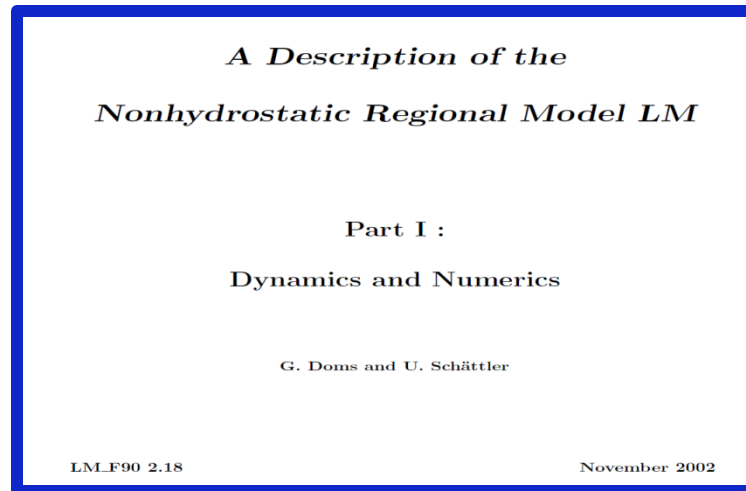 A Description of the
Nonhydrostatic Regional Model LM
Part I :
Dynamics and Numerics
G. Doms and U. Schättler
LM_F90 2.18 November 2002